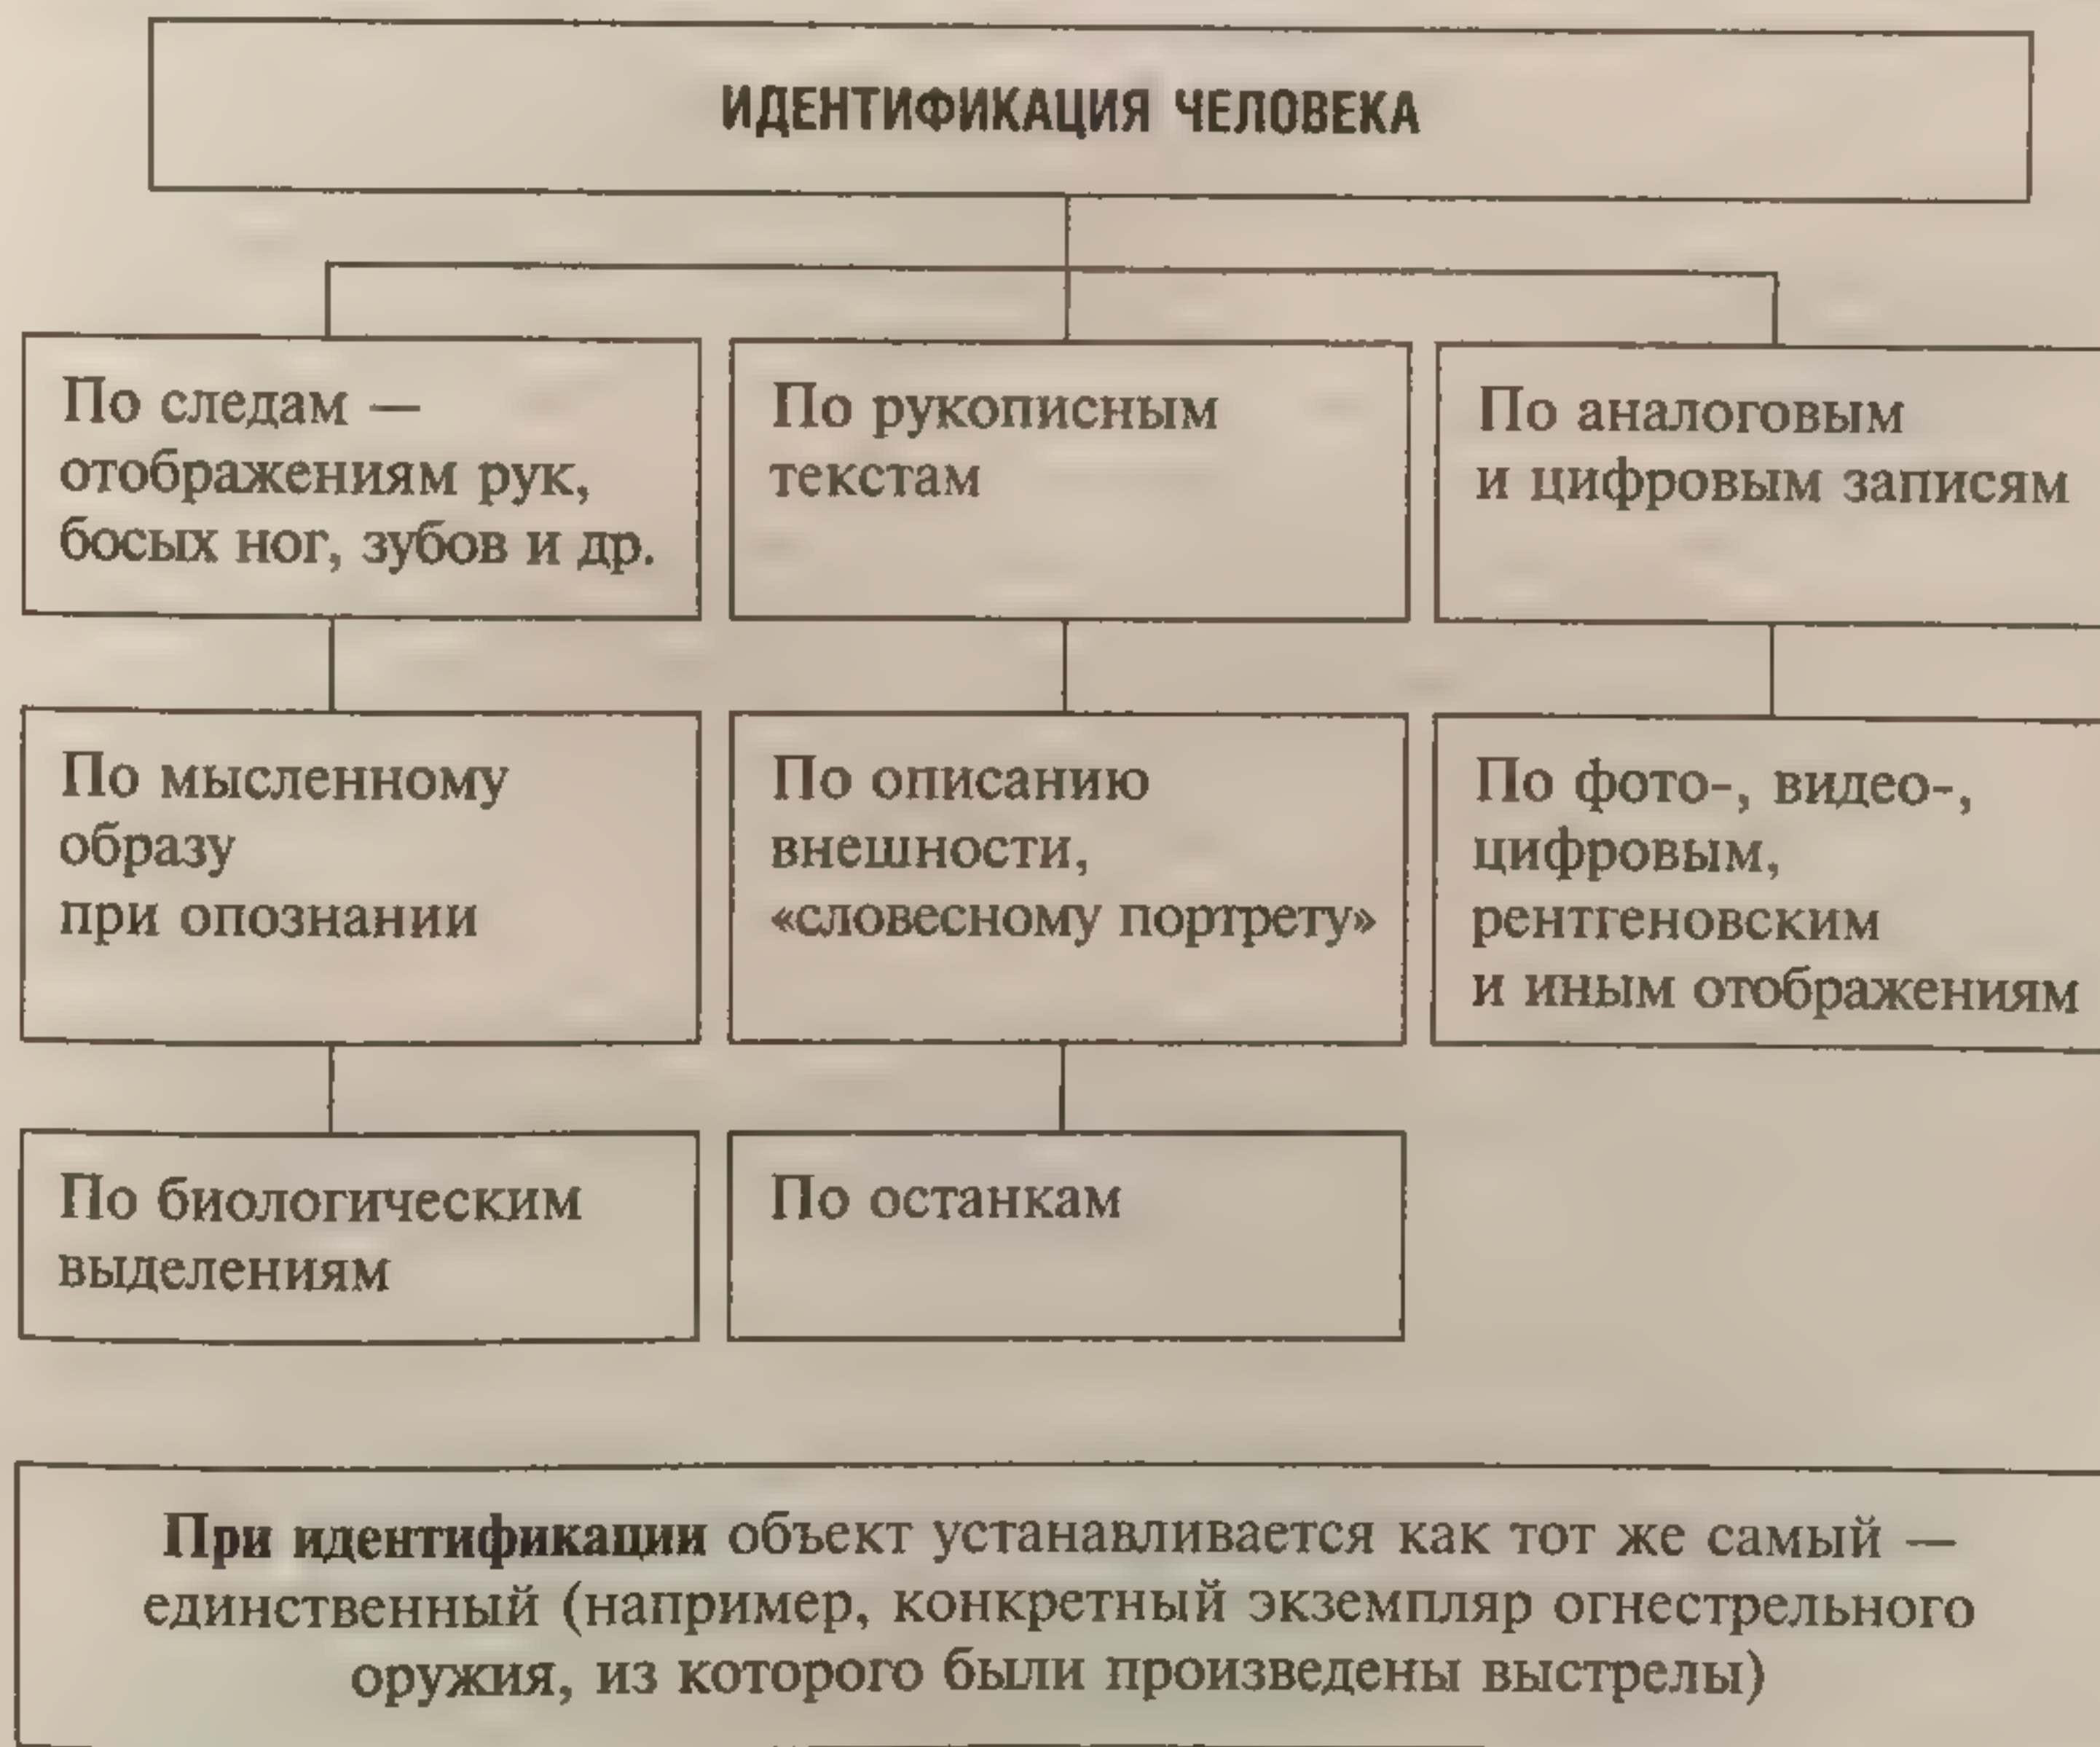 ИДЕНТИФИКАЦИЯ ЧЕЛОВЕКА
По следам —
отображениям рук,
босых ног, зубов и др.
По рукописным
текстам
По аналоговым
и цифровым записям
По мысленному
образу
при опознании
По описанию
внешности,
«словесному портрету»
По фото-, видео-,
цифровым,
рентгеновским
и иным отображениям
По биологическим
выделениям
По останкам
При идентификации объект устанавливается как тот же самый —
единственный (например, конкретный экземпляр огнестрельного
оружия, из которого были произведены выстрелы)